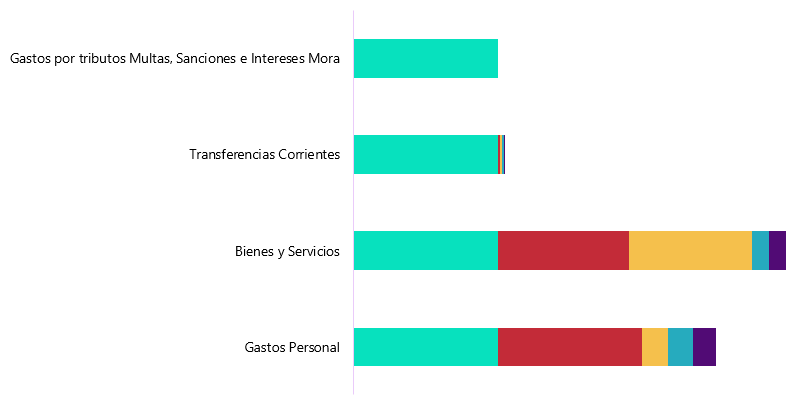 Gastos por tributos Multas, Sanciones e Intereses Mora
Transferencias Corrientes
Bienes y Servicios
Gastos Personal